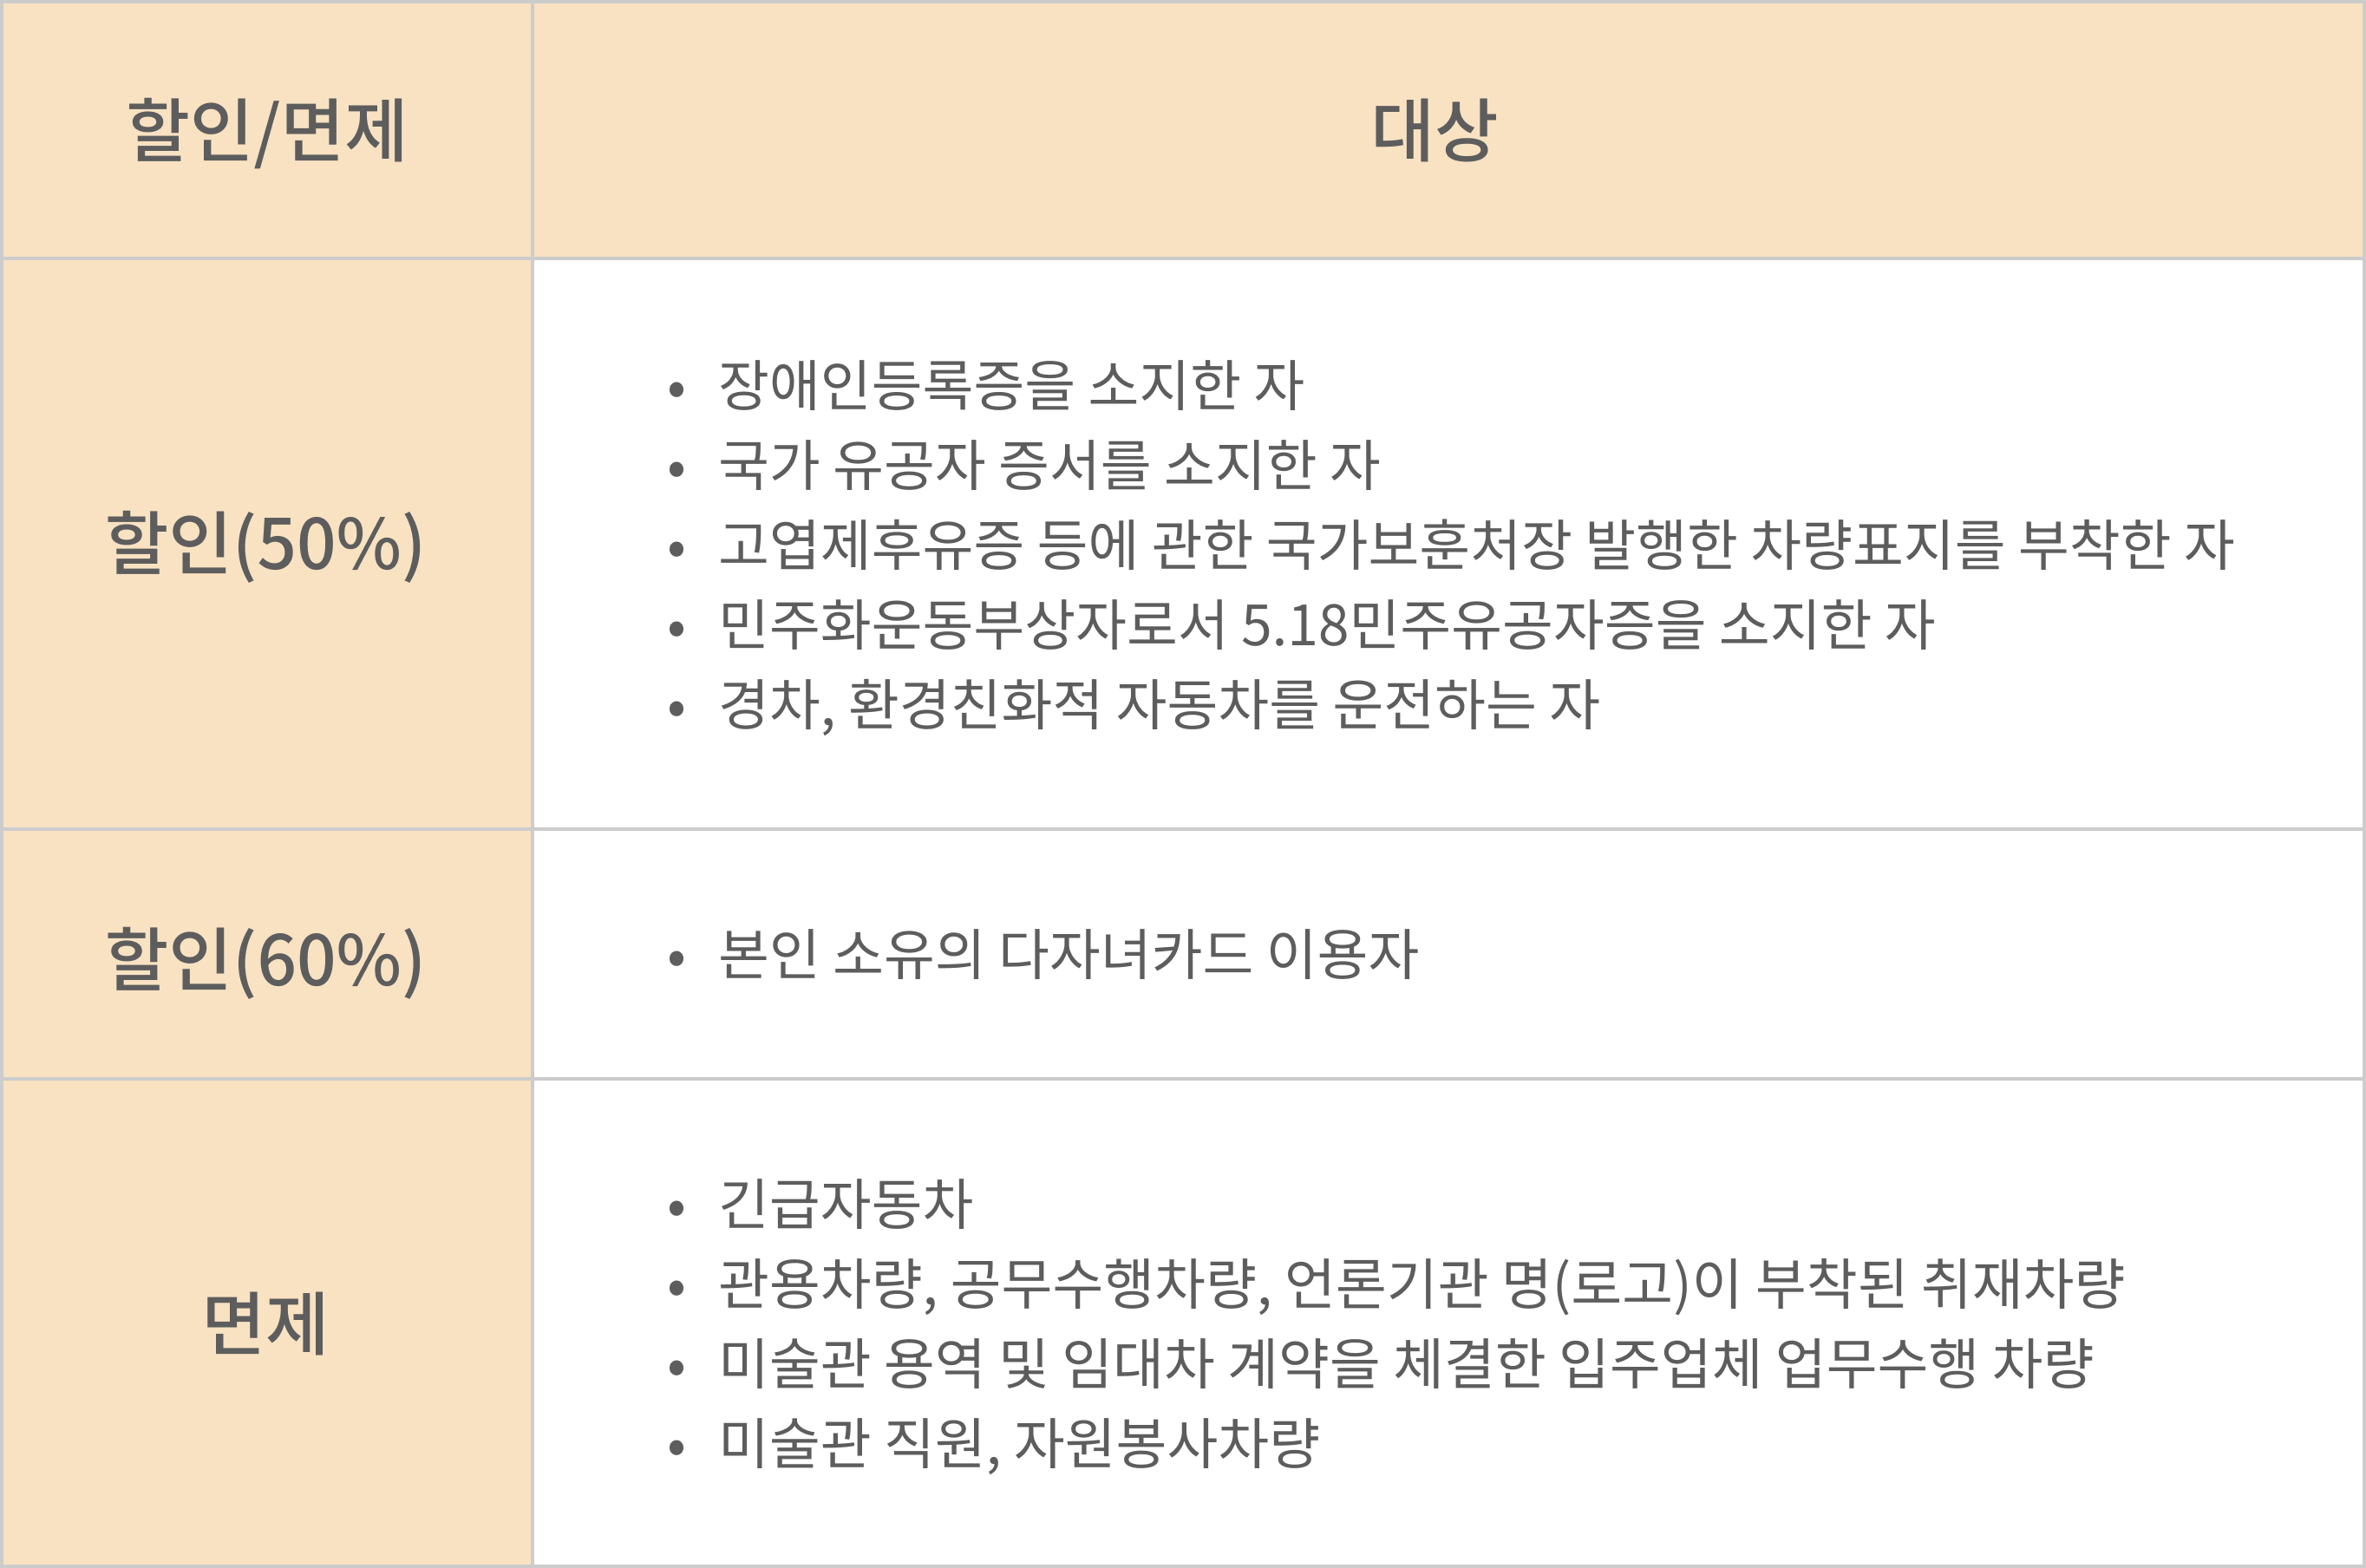 할인/면제
대상
할인(50%)
• 장애인등록증을 소지한 자
• 국가 유공자 증서를 소지한 자
• 고엽제휴유증 등에 관한 국가보훈처장 발행한 차량표지를 부착한 자
• 민주화운동부상자로서 5.18민주유공자증을 소지한 자
• 경차, 환경친화적 자동차를 운전하는 자
할인(60%)
• 본인 소유의 다자녀카드 이용자
면제
• 긴급자동차
• 관용차량, 공무수행차량, 언론기관 명(로고)이 부착된 취재차량
• 미술관 용역 및 임대차 계약을 체결한 입주업체 업무수행 차량
• 미술관 직원, 자원봉사차량